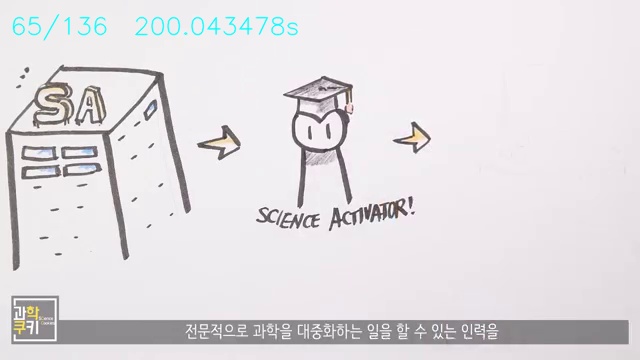 65/136 200.043478s
SA
SCIENCE ACTIVATOR!
과학
쿠키
전문적으로 과학을 대중화하는 일을 할 수 있는 인력을